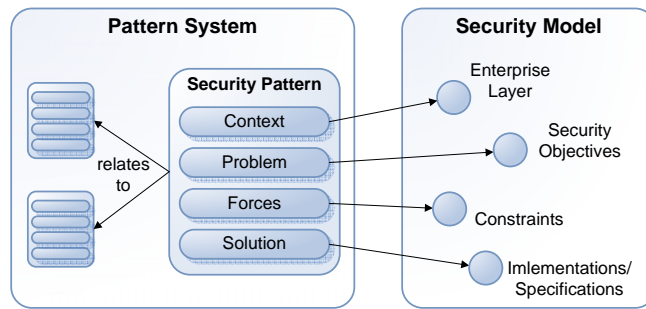 Pattern System
Security Model
Security Pattern
Context
Problem
Forces
Solution
relates
to
Enterprise
Layer
Security
Objectives
Constraints
Imlementations/
Specifications